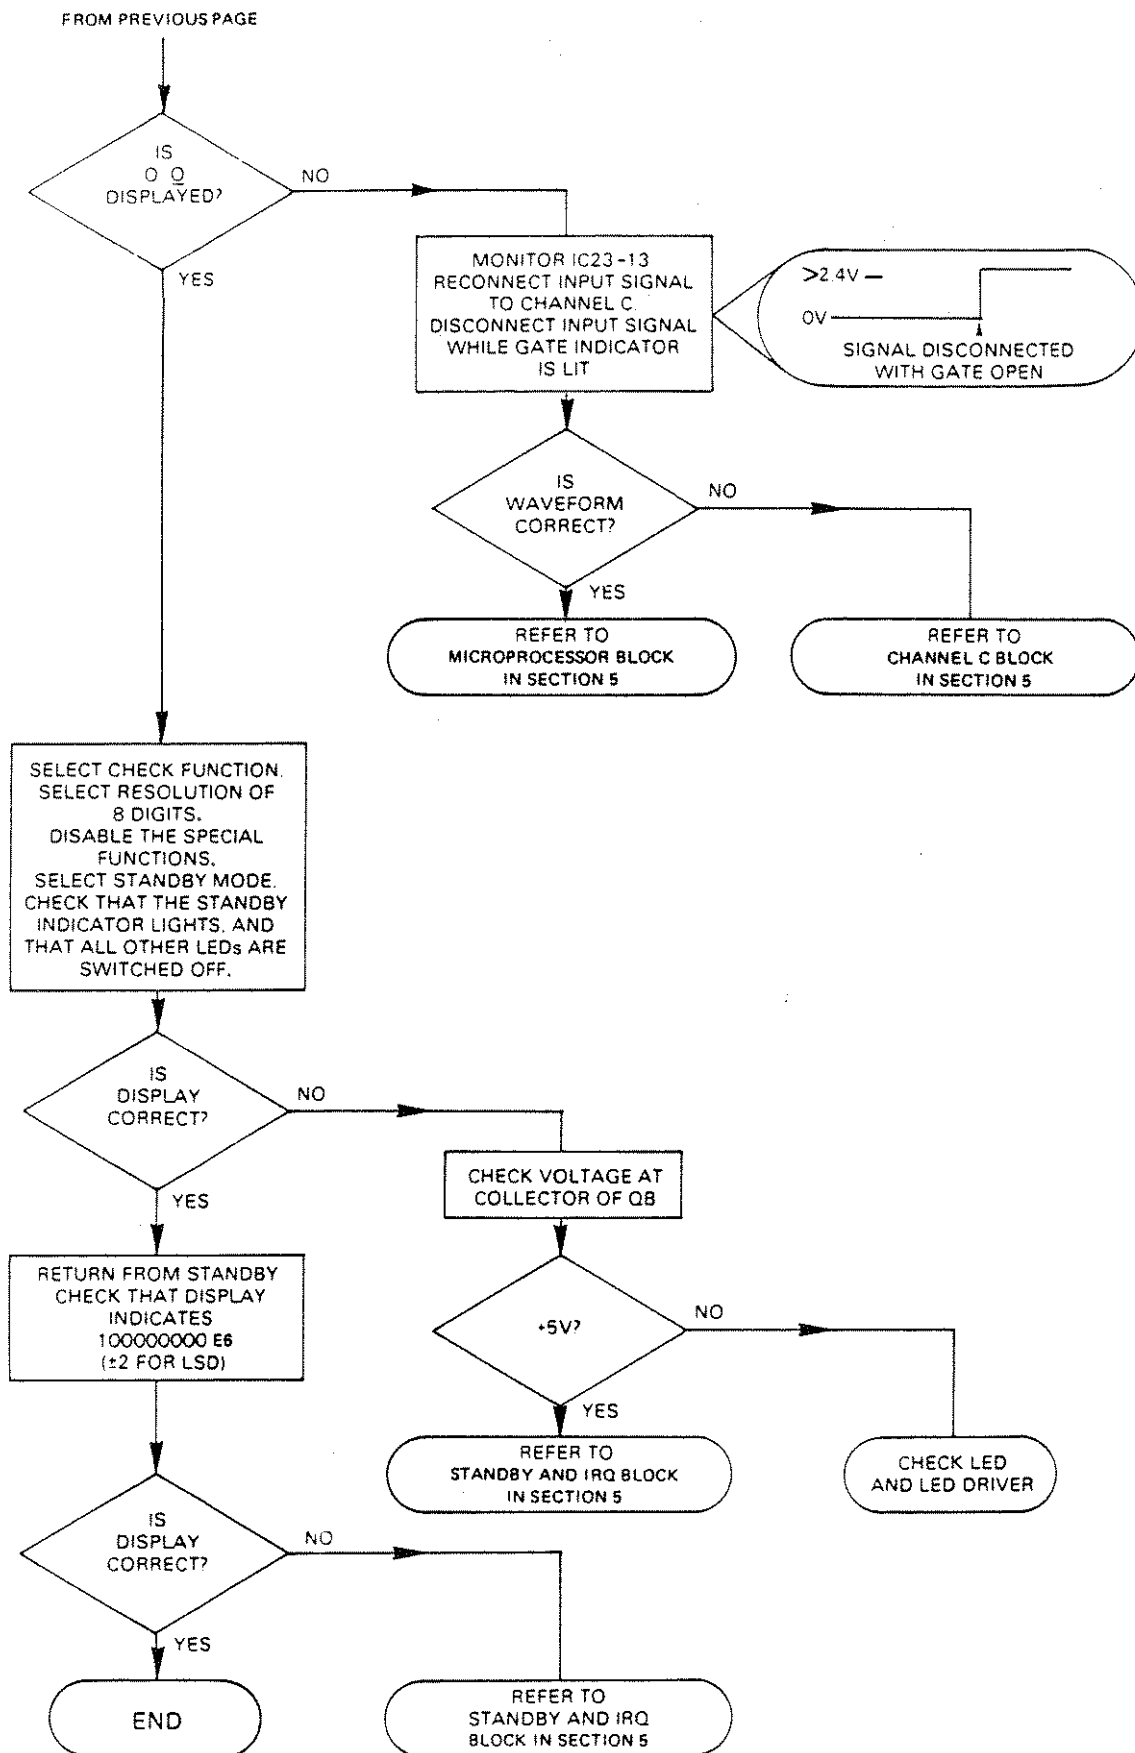 FROM PREVIOUS PAGE
IS
0 0
DISPLAYED?
NO
YES
MONITOR IC23-13
RECONNECT INPUT SIGNAL
TO CHANNEL C.
DISCONNECT INPUT SIGNAL
WHILE GATE INDICATOR
IS LIT
>2.4V
0V
SIGNAL DISCONNECTED
WITH GATE OPEN
IS
WAVEFORM
CORRECT?
NO
YES
REFER TO
MICROPROCESSOR BLOCK
IN SECTION 5
REFER TO
CHANNEL C BLOCK
IN SECTION 5
SELECT CHECK FUNCTION.
SELECT RESOLUTION OF
8 DIGITS.
DISABLE THE SPECIAL
FUNCTIONS.
SELECT STANDBY MODE.
CHECK THAT THE STANDBY
INDICATOR LIGHTS, AND
THAT ALL OTHER LEDs ARE
SWITCHED OFF.
IS
DISPLAY
CORRECT?
NO
YES
CHECK VOLTAGE AT
COLLECTOR OF Q8
RETURN FROM STANDBY
CHECK THAT DISPLAY
INDICATES
100000000 E6
(±2 FOR LSD)
+5V?
NO
YES
REFER TO
STANDBY AND IRQ BLOCK
IN SECTION 5
CHECK LED
AND LED DRIVER
IS
DISPLAY
CORRECT?
NO
YES
END
REFER TO
STANDBY AND IRQ
BLOCK IN SECTION 5